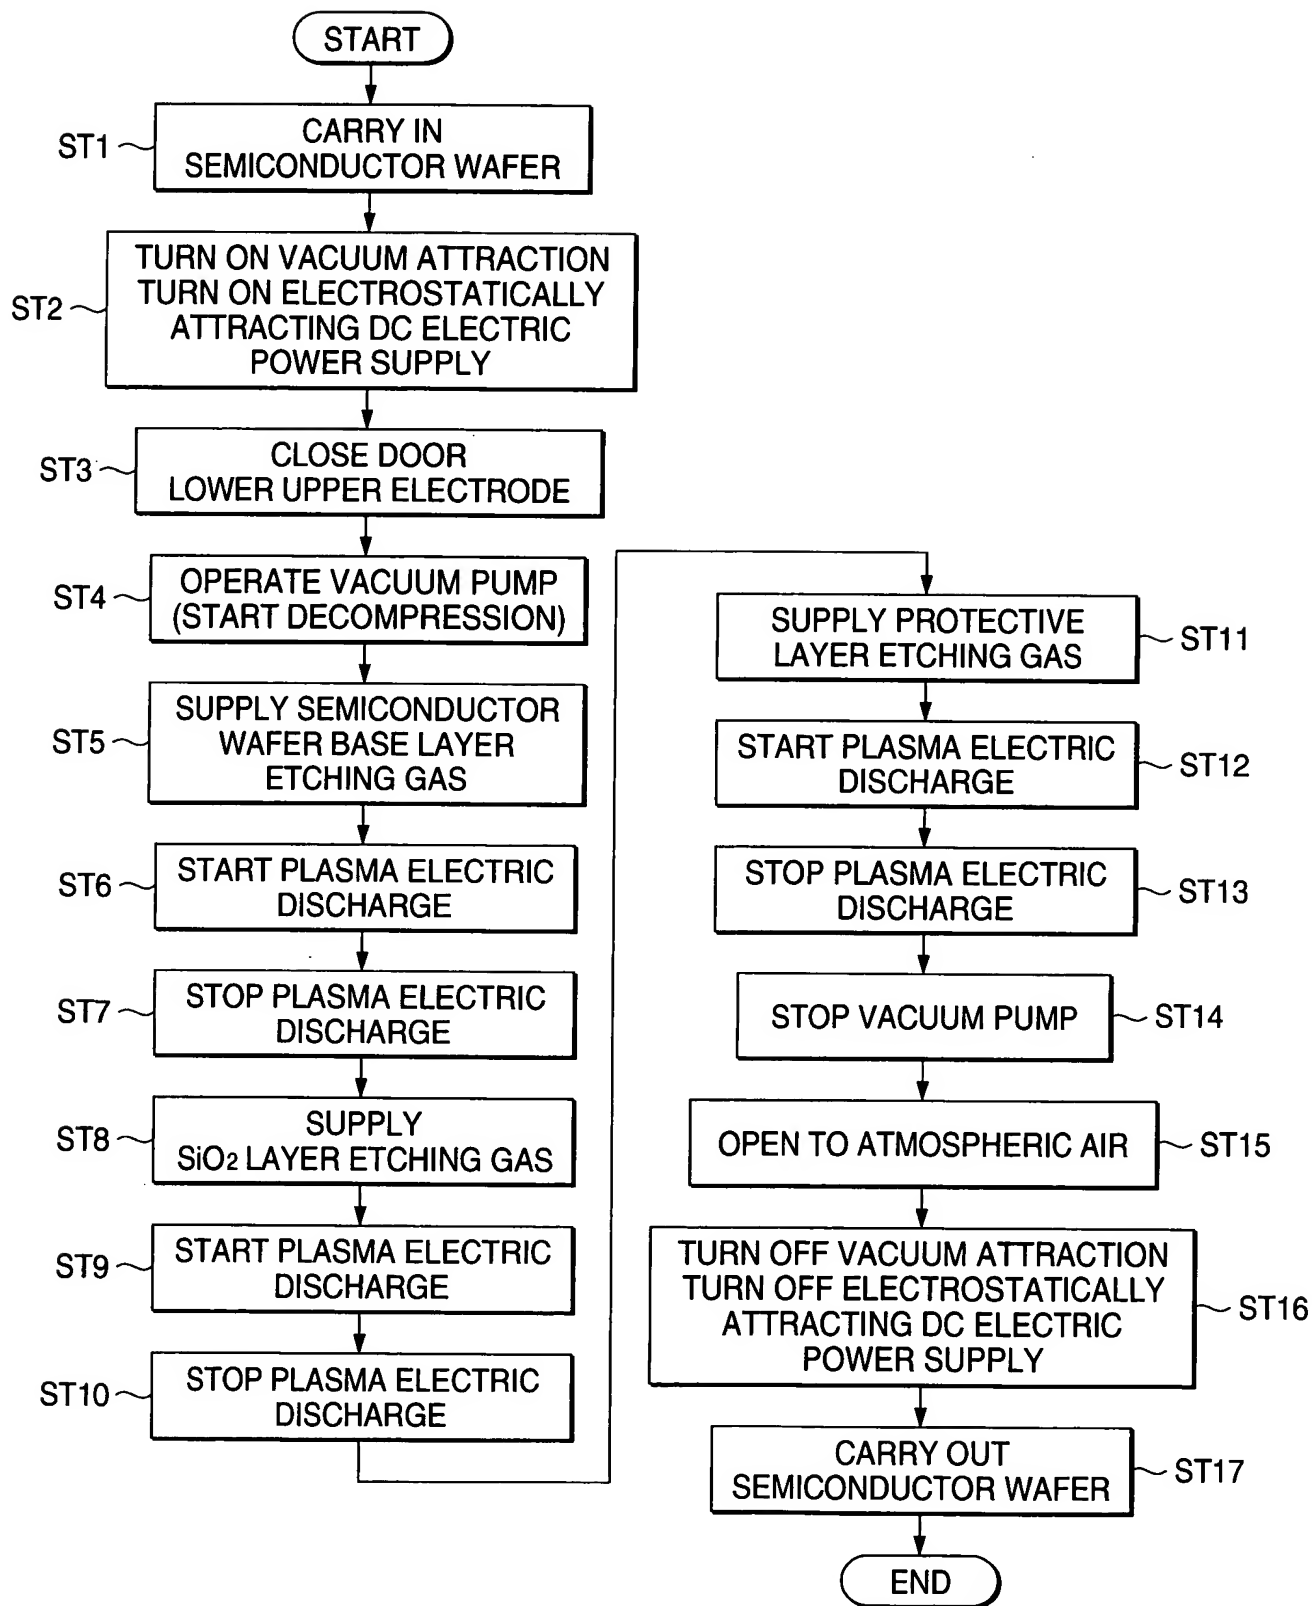 START
ST1
CARRY IN
SEMICONDUCTOR WAFER
ST2
TURN ON VACUUM ATTRACTION
TURN ON ELECTROSTATICALLY
ATTRACTING DC ELECTRIC
POWER SUPPLY
ST3
CLOSE DOOR
LOWER UPPER ELECTRODE
ST4
OPERATE VACUUM PUMP
(START DECOMPRESSION)
ST5
SUPPLY SEMICONDUCTOR
WAFER BASE LAYER
ETCHING GAS
ST6
START PLASMA ELECTRIC
DISCHARGE
ST7
STOP PLASMA ELECTRIC
DISCHARGE
ST8
SUPPLY
SiO2 LAYER ETCHING GAS
ST9
START PLASMA ELECTRIC
DISCHARGE
ST10
STOP PLASMA ELECTRIC
DISCHARGE
SUPPLY PROTECTIVE
LAYER ETCHING GAS
ST11
START PLASMA ELECTRIC
DISCHARGE
ST12
STOP PLASMA ELECTRIC
DISCHARGE
ST13
STOP VACUUM PUMP
ST14
OPEN TO ATMOSPHERIC AIR
ST15
TURN OFF VACUUM ATTRACTION
TURN OFF ELECTROSTATICALLY
ATTRACTING DC ELECTRIC
POWER SUPPLY
ST16
CARRY OUT
SEMICONDUCTOR WAFER
ST17
END